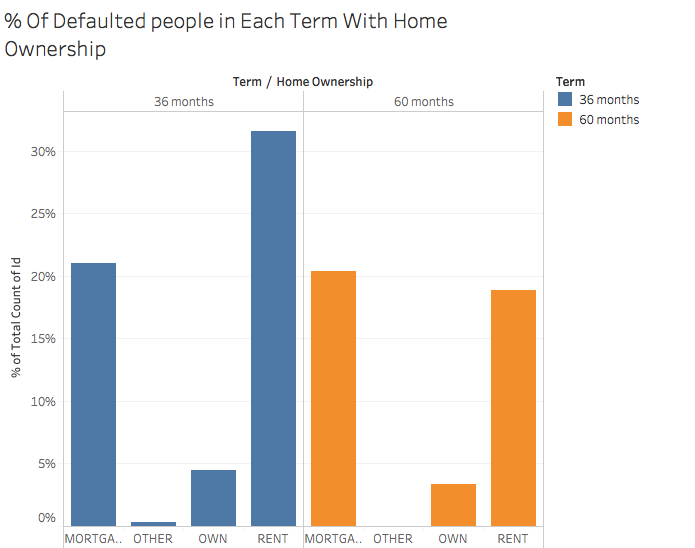 % Of Defaulted people in Each Term With Home
Ownership
Term / Home Ownership
Term
36 months
60 months
36 months
60 months
30%
25%
20%
15%
10%
5%
0%
% of Total Count of Id
MORTGA.. OTHER OWN RENT MORTGA.. OTHER OWN RENT